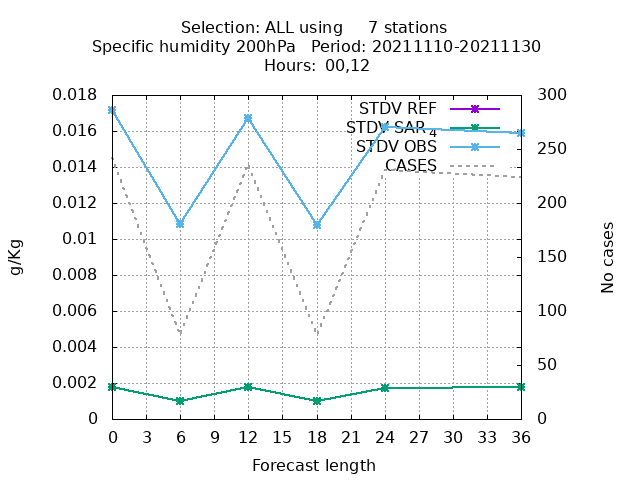 Selection: ALL using     7 stations
Specific humidity 200hPa   Period: 20211110-20211130
Hours: 00,12
0.018
0.016
0.014
0.012
0.01
0.008
0.006
0.004
0.002
0
300
250
200
150
100
50
0
STDV REF
STDV SAR₄
STDV OBS
CASES
g/Kg
No cases
0 3 6 9 12 15 18 21 24 27 30 33 36
Forecast length